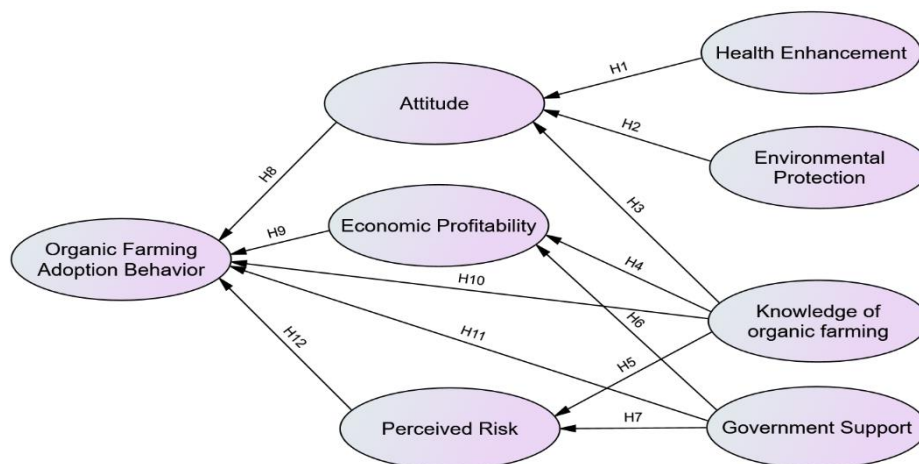 Health Enhancement
H1
Attitude
H2
Environmental
Protection
H3
H8
Economic Profitability
H9
H4
Organic Farming
Adoption Behavior
H10
Knowledge of
organic farming
H6
H11
H12
H5
Perceived Risk
H7
Government Support